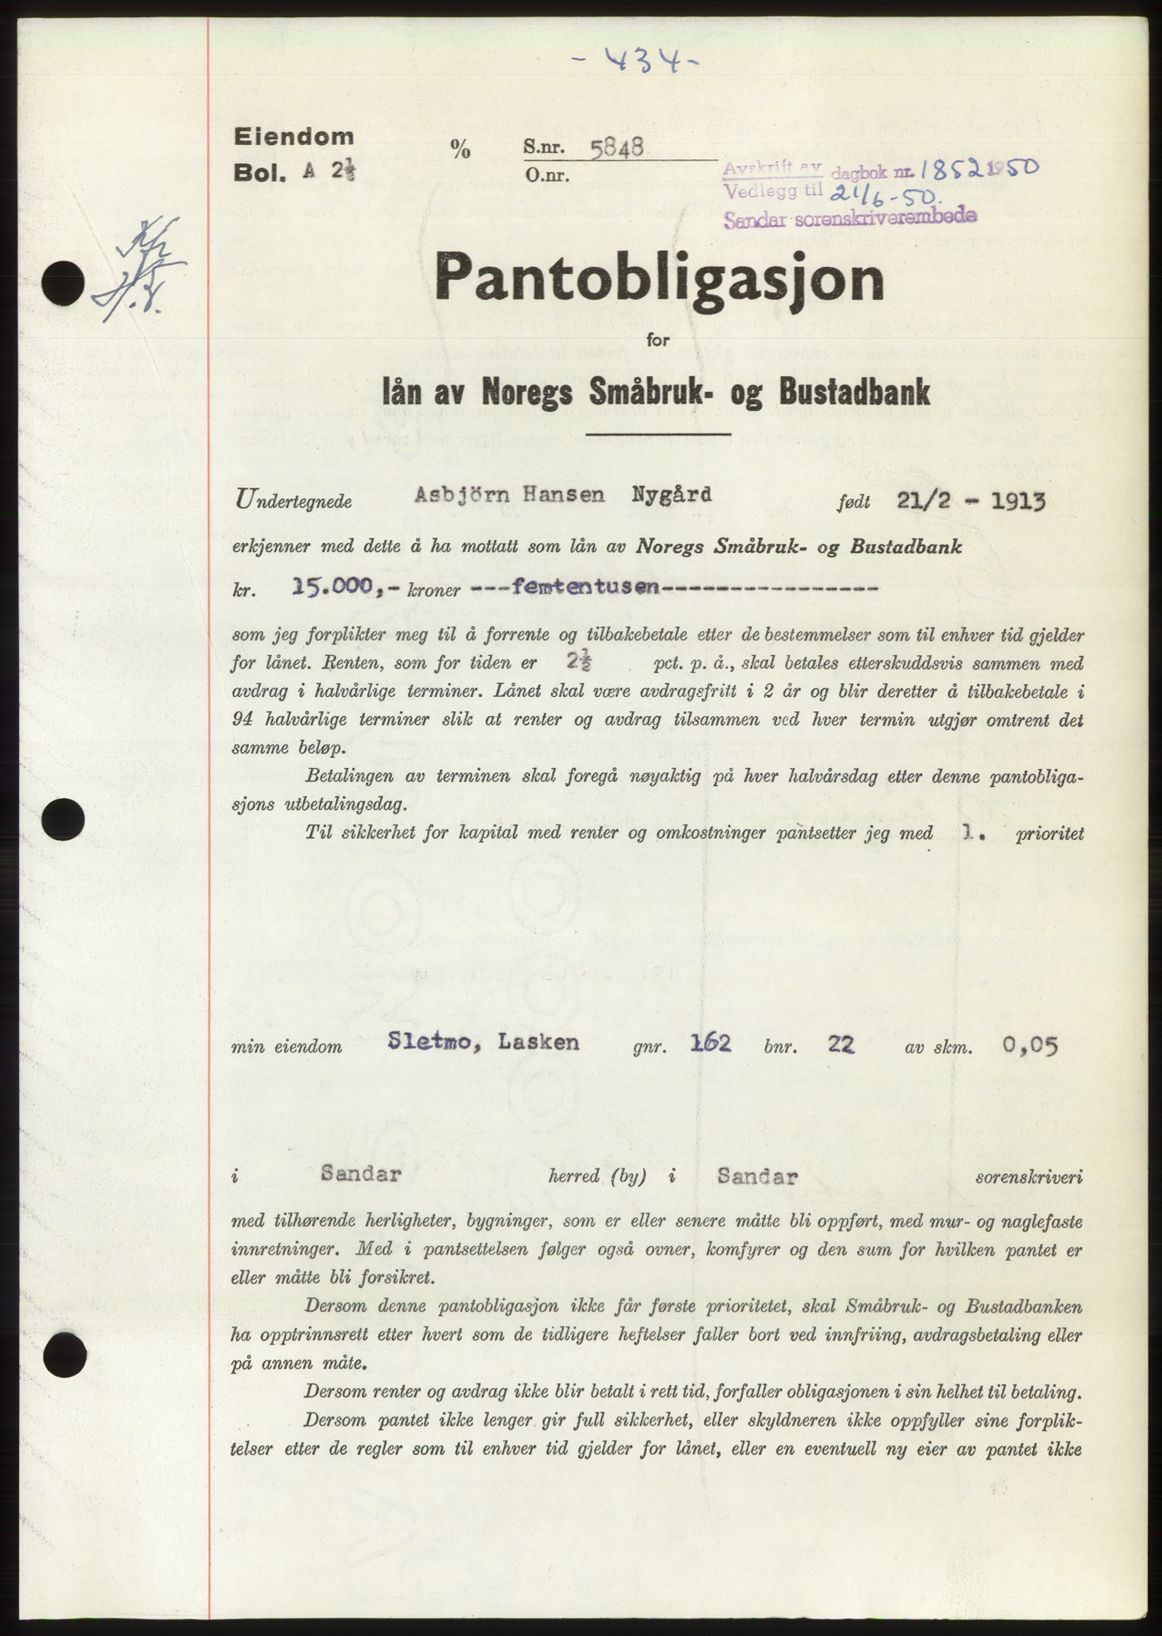 - 434-
Eiendom % S.nr. 5848
Bol. A 2½ O.nr.
Avskrift av dagbok nr. 1852 1950
Vedlegg til 21/6-50.
Sandar sorenskriverembede
Pantobligasjon
for
lån av Noregs Småbruk- og Bustadbank
Undertegnede Asbjörn Hansen Nygård født 21/2 - 1913
erkjenner med dette å ha mottatt som lån av Noregs Småbruk- og Bustadbank
kr. 15.000,- kroner ---femtentusen-----------------
som jeg forplikter meg til å forrente og tilbakebetale etter de bestemmelser som til enhver tid gjelder
for lånet. Renten, som for tiden er 2½ pct. p. å., skal betales etterskuddsvis sammen med
avdrag i halvårlige terminer. Lånet skal være avdragsfritt i 2 år og blir deretter å tilbakebetale i
94 halvårlige terminer slik at renter og avdrag tilsammen ved hver termin utgjør omtrent det
samme beløp.
Betalingen av terminen skal foregå nøyaktig på hver halvårsdag etter denne pantobliga-
sjons utbetalingsdag.
Til sikkerhet for kapital med renter og omkostninger pantsetter jeg med 1. prioritet
min eiendom Sletmo, Lasken gnr. 162 bnr. 22 av skm. 0,05
i Sandar herred (by) i Sandar sorenskriveri
med tilhørende herligheter, bygninger, som er eller senere måtte bli oppført, med mur- og naglefaste
innretninger. Med i pantsettelsen følger også ovner, komfyrer og den sum for hvilken pantet er
eller måtte bli forsikret.
Dersom denne pantobligasjon ikke får første prioritetet, skal Småbruk- og Bustadbanken
ha opptrinnsrett etter hvert som de tidligere heftelser faller bort ved innfriing, avdragsbetaling eller
på annen måte.
Dersom renter og avdrag ikke blir betalt i rett tid, forfaller obligasjonen i sin helhet til betaling.
Dersom pantet ikke lenger gir full sikkerhet, eller skyldneren ikke oppfyller sine forplik-
telser etter de regler som til enhver tid gjelder for lånet, eller en eventuell ny eier av pantet ikke